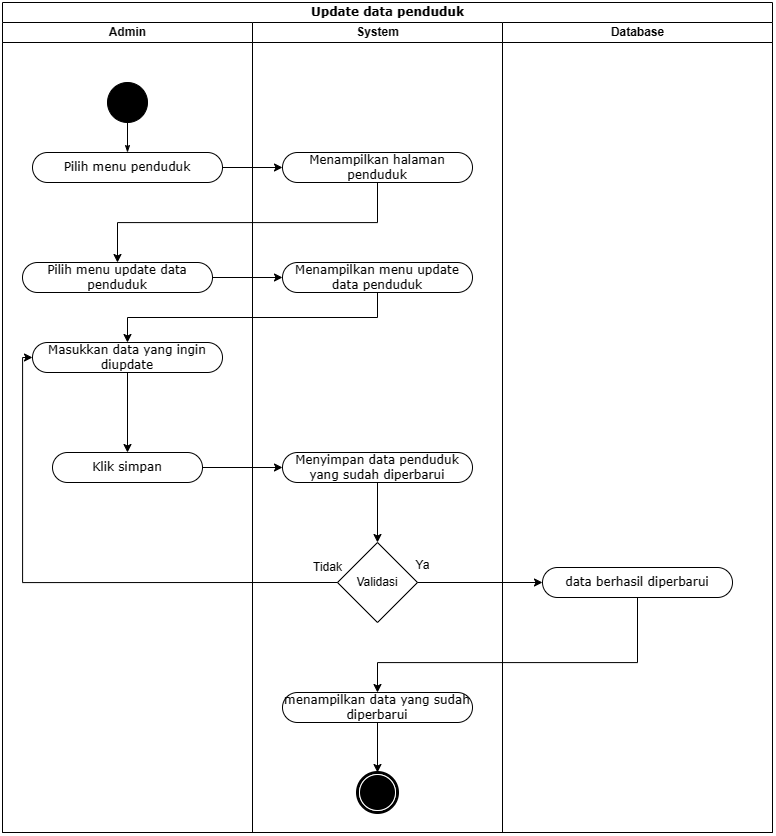 Update data penduduk
Admin
System
Database
Pilih menu penduduk
Menampilkan halaman
penduduk
Pilih menu update data
penduduk
Menampilkan menu update
data penduduk
Masukkan data yang ingin
diupdate
Klik simpan
Menyimpan data penduduk
yang sudah diperbarui
Tidak
Validasi
Ya
data berhasil diperbarui
menampilkan data yang sudah
diperbarui